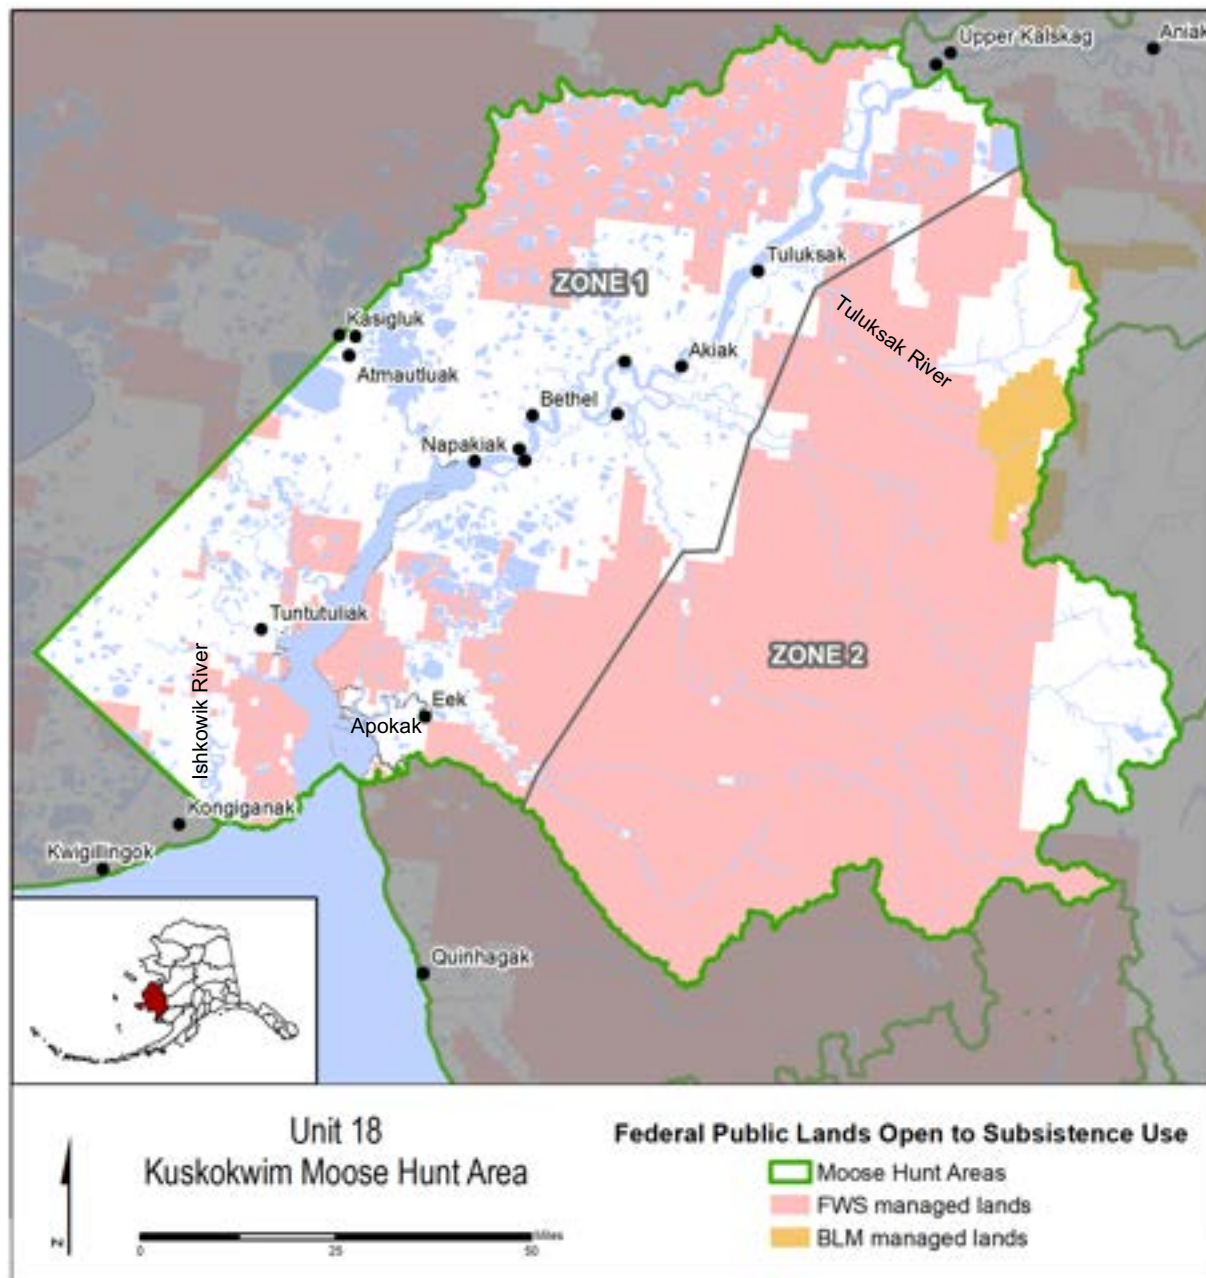 Upper Kalskag
Aniak
ZONE 1
Tuluksak
Tuluksak River
Kasigluk
Atmautluak
Akiak
Bethel
Napakiak
Tuntutuliak
ZONE 2
Ishkowik River
Eek
Apokak
Kongiganak
Kwigillingok
Quinhagak
Unit 18
Kuskokwim Moose Hunt Area
N
0 25 50 Miles
Federal Public Lands Open to Subsistence Use
Moose Hunt Areas
FWS managed lands
BLM managed lands